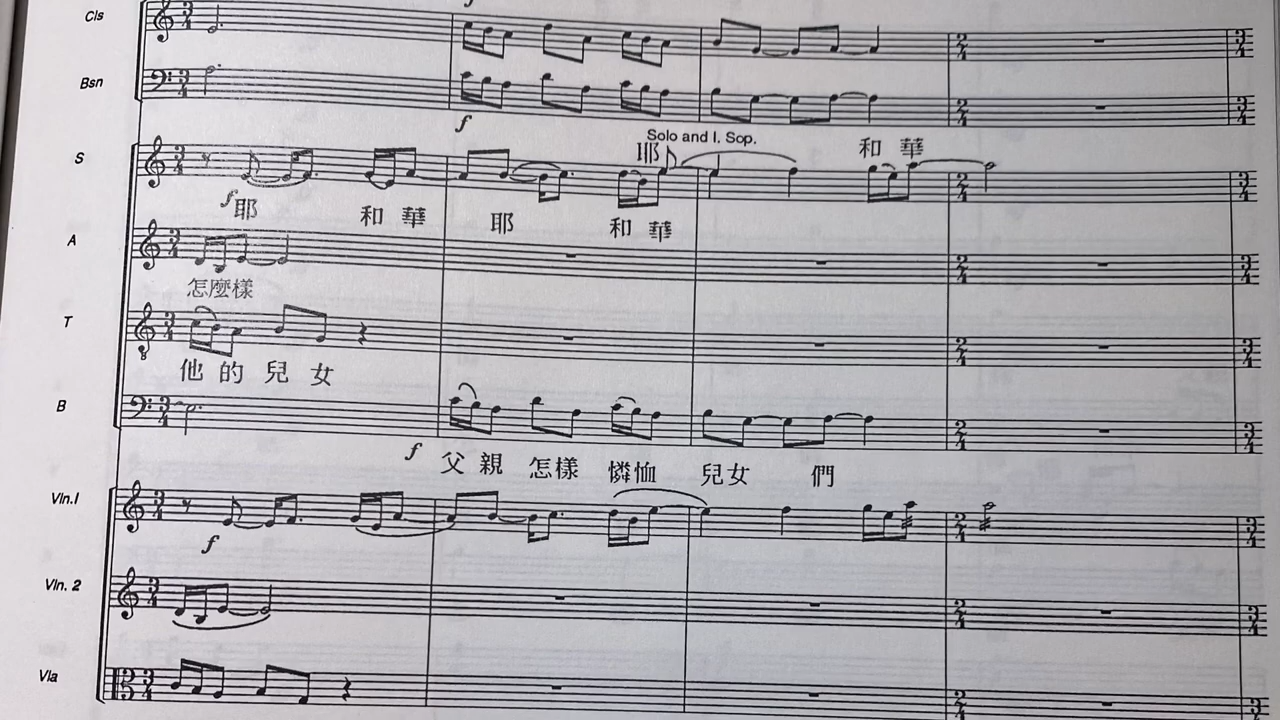 Cls
Bsn
f
Solo and I. Sop.
耶 和 華
S
f 耶 和 華 耶 和 華
A
怎麼樣
T
他 的 兒 女
B
f 父 親 怎樣 憐恤 兒女 們
Vln.I
f
Vln. 2
Vla